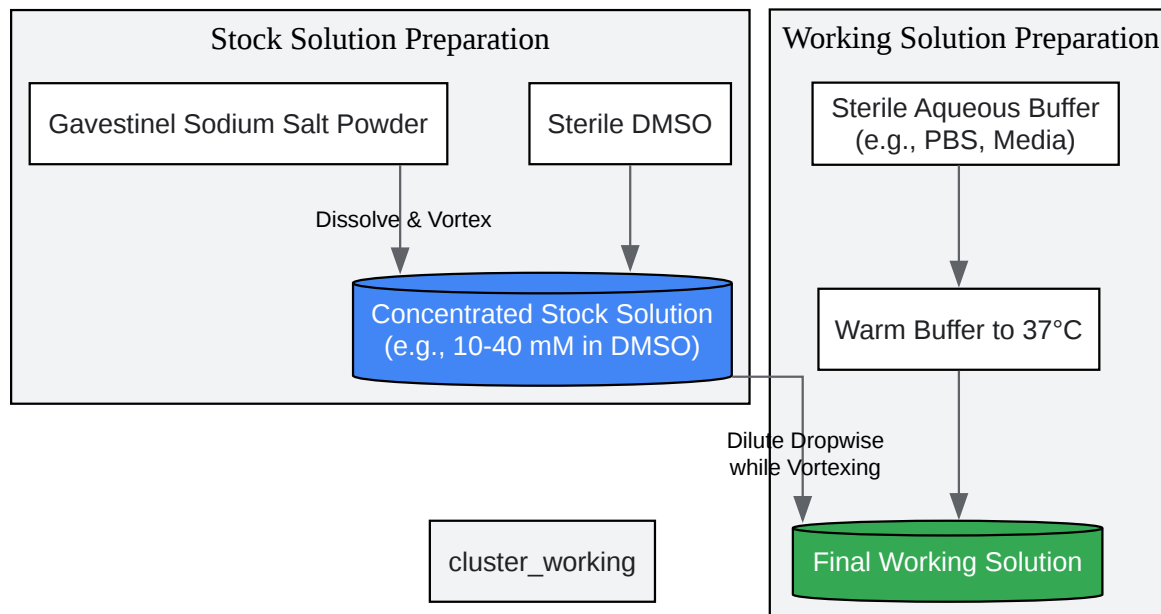 Stock Solution Preparation
Gavestinel Sodium Salt Powder
Sterile DMSO
Dissolve & Vortex
Concentrated Stock Solution
(e.g., 10-40 mM in DMSO)
Working Solution Preparation
Sterile Aqueous Buffer
(e.g., PBS, Media)
Warm Buffer to 37°C
Dilute Dropwise
while Vortexing
Final Working Solution
cluster_working